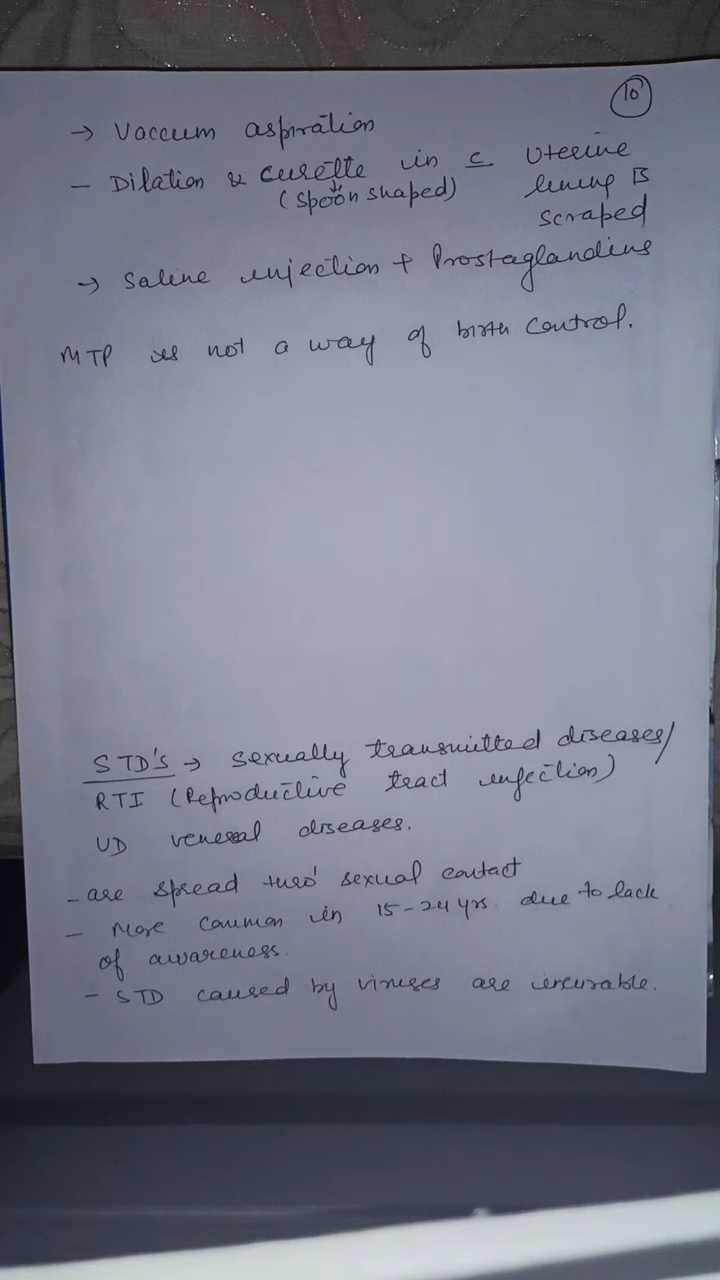 10
→ Vaccum aspiration
- Dilation & curette in c̄ Uterine
(spoon shaped) lining is
scraped
→ Saline injection + Prostaglandins
MTP is not a way of birth control.
STD's → sexually transmitted diseases/
RTI (Reproductive tract infection)
VD venereal diseases.
- are spread thro' sexual contact
- More common in 15-24 yrs. due to lack
of awareness.
- STD caused by viruses are incurable.